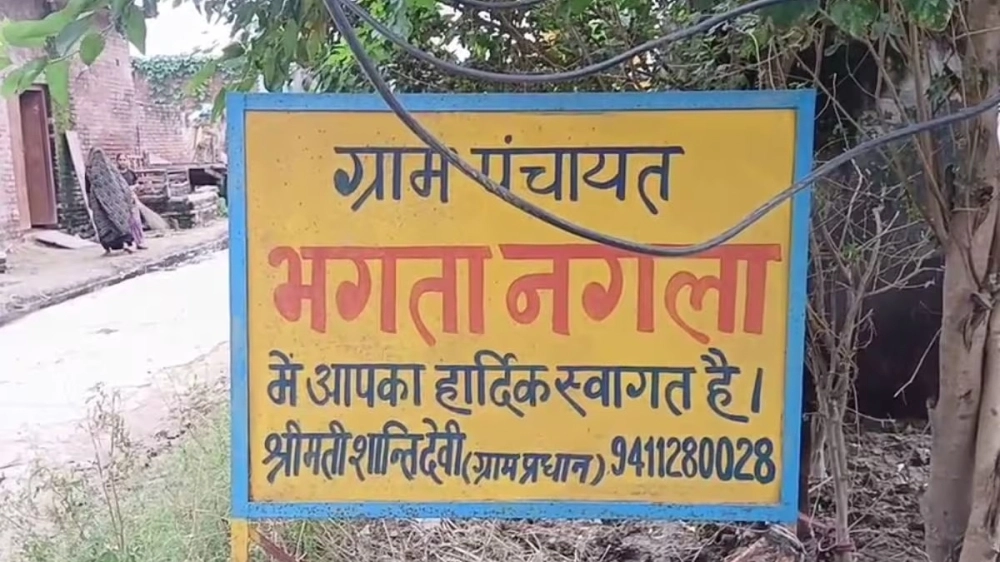 ग्राम पंचायत
भगता नगला
में आपका हार्दिक स्वागत है।
श्रीमती शान्ति देवी (ग्राम प्रधान) 9411280028